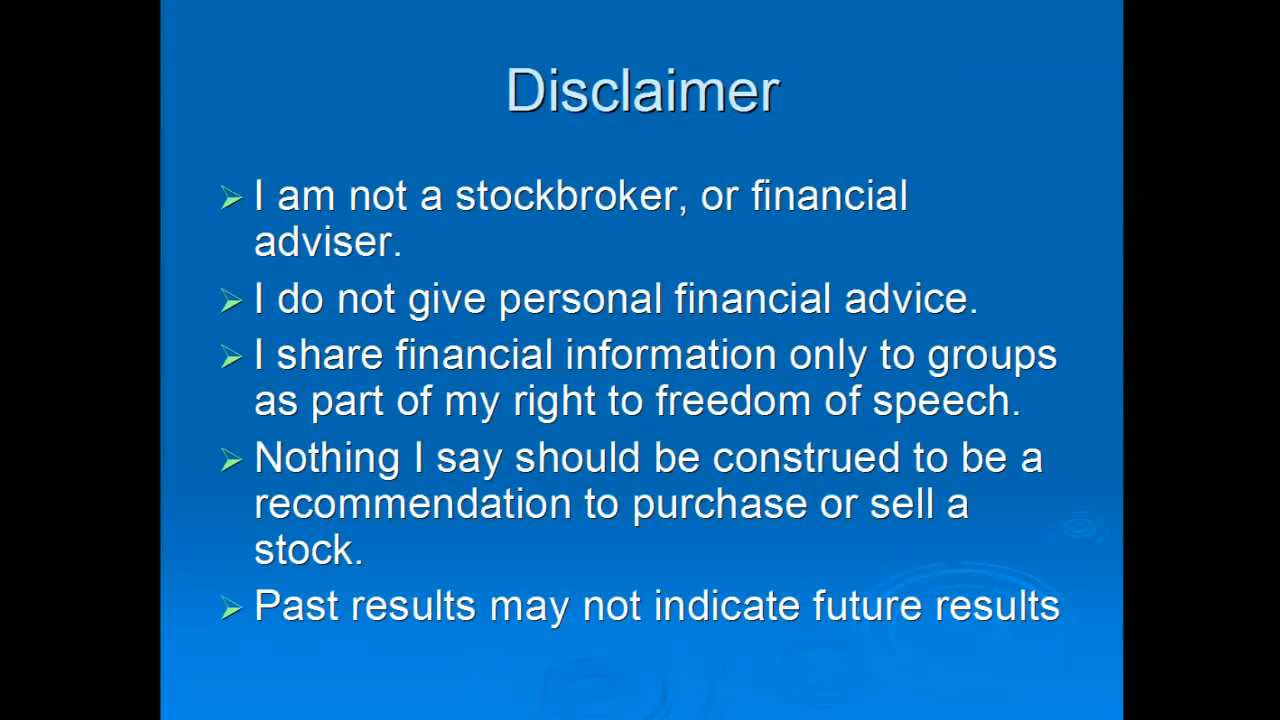 Disclaimer
I am not a stockbroker, or financial
adviser.
I do not give personal financial advice.
I share financial information only to groups
as part of my right to freedom of speech.
Nothing I say should be construed to be a
recommendation to purchase or sell a
stock.
Past results may not indicate future results